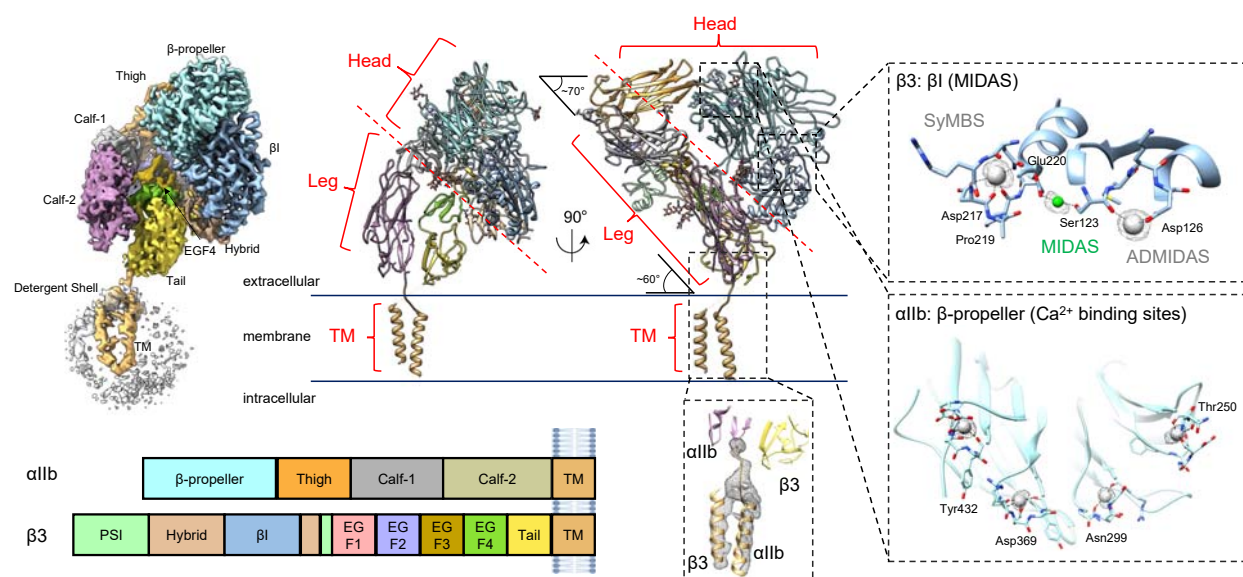 β-propeller
Thigh
Calf-1
βI
Calf-2
EGF4
Hybrid
Tail
Detergent Shell
TM
Head
Leg
TM
extracellular
membrane
intracellular
90°
Head
~70°
Leg
~60°
TM
αIIb
β3
β3
αIIb
β3: βI (MIDAS)
SyMBS
Glu220
Asp217
Pro219
Ser123
Asp126
MIDAS
ADMIDAS
αIIb: β-propeller (Ca²⁺ binding sites)
Thr250
Tyr432
Asp369
Asn299
αIIb
β-propeller
Thigh
Calf-1
Calf-2
TM
β3
PSI
Hybrid
βI
EG
F1
EG
F2
EG
F3
EG
F4
Tail
TM